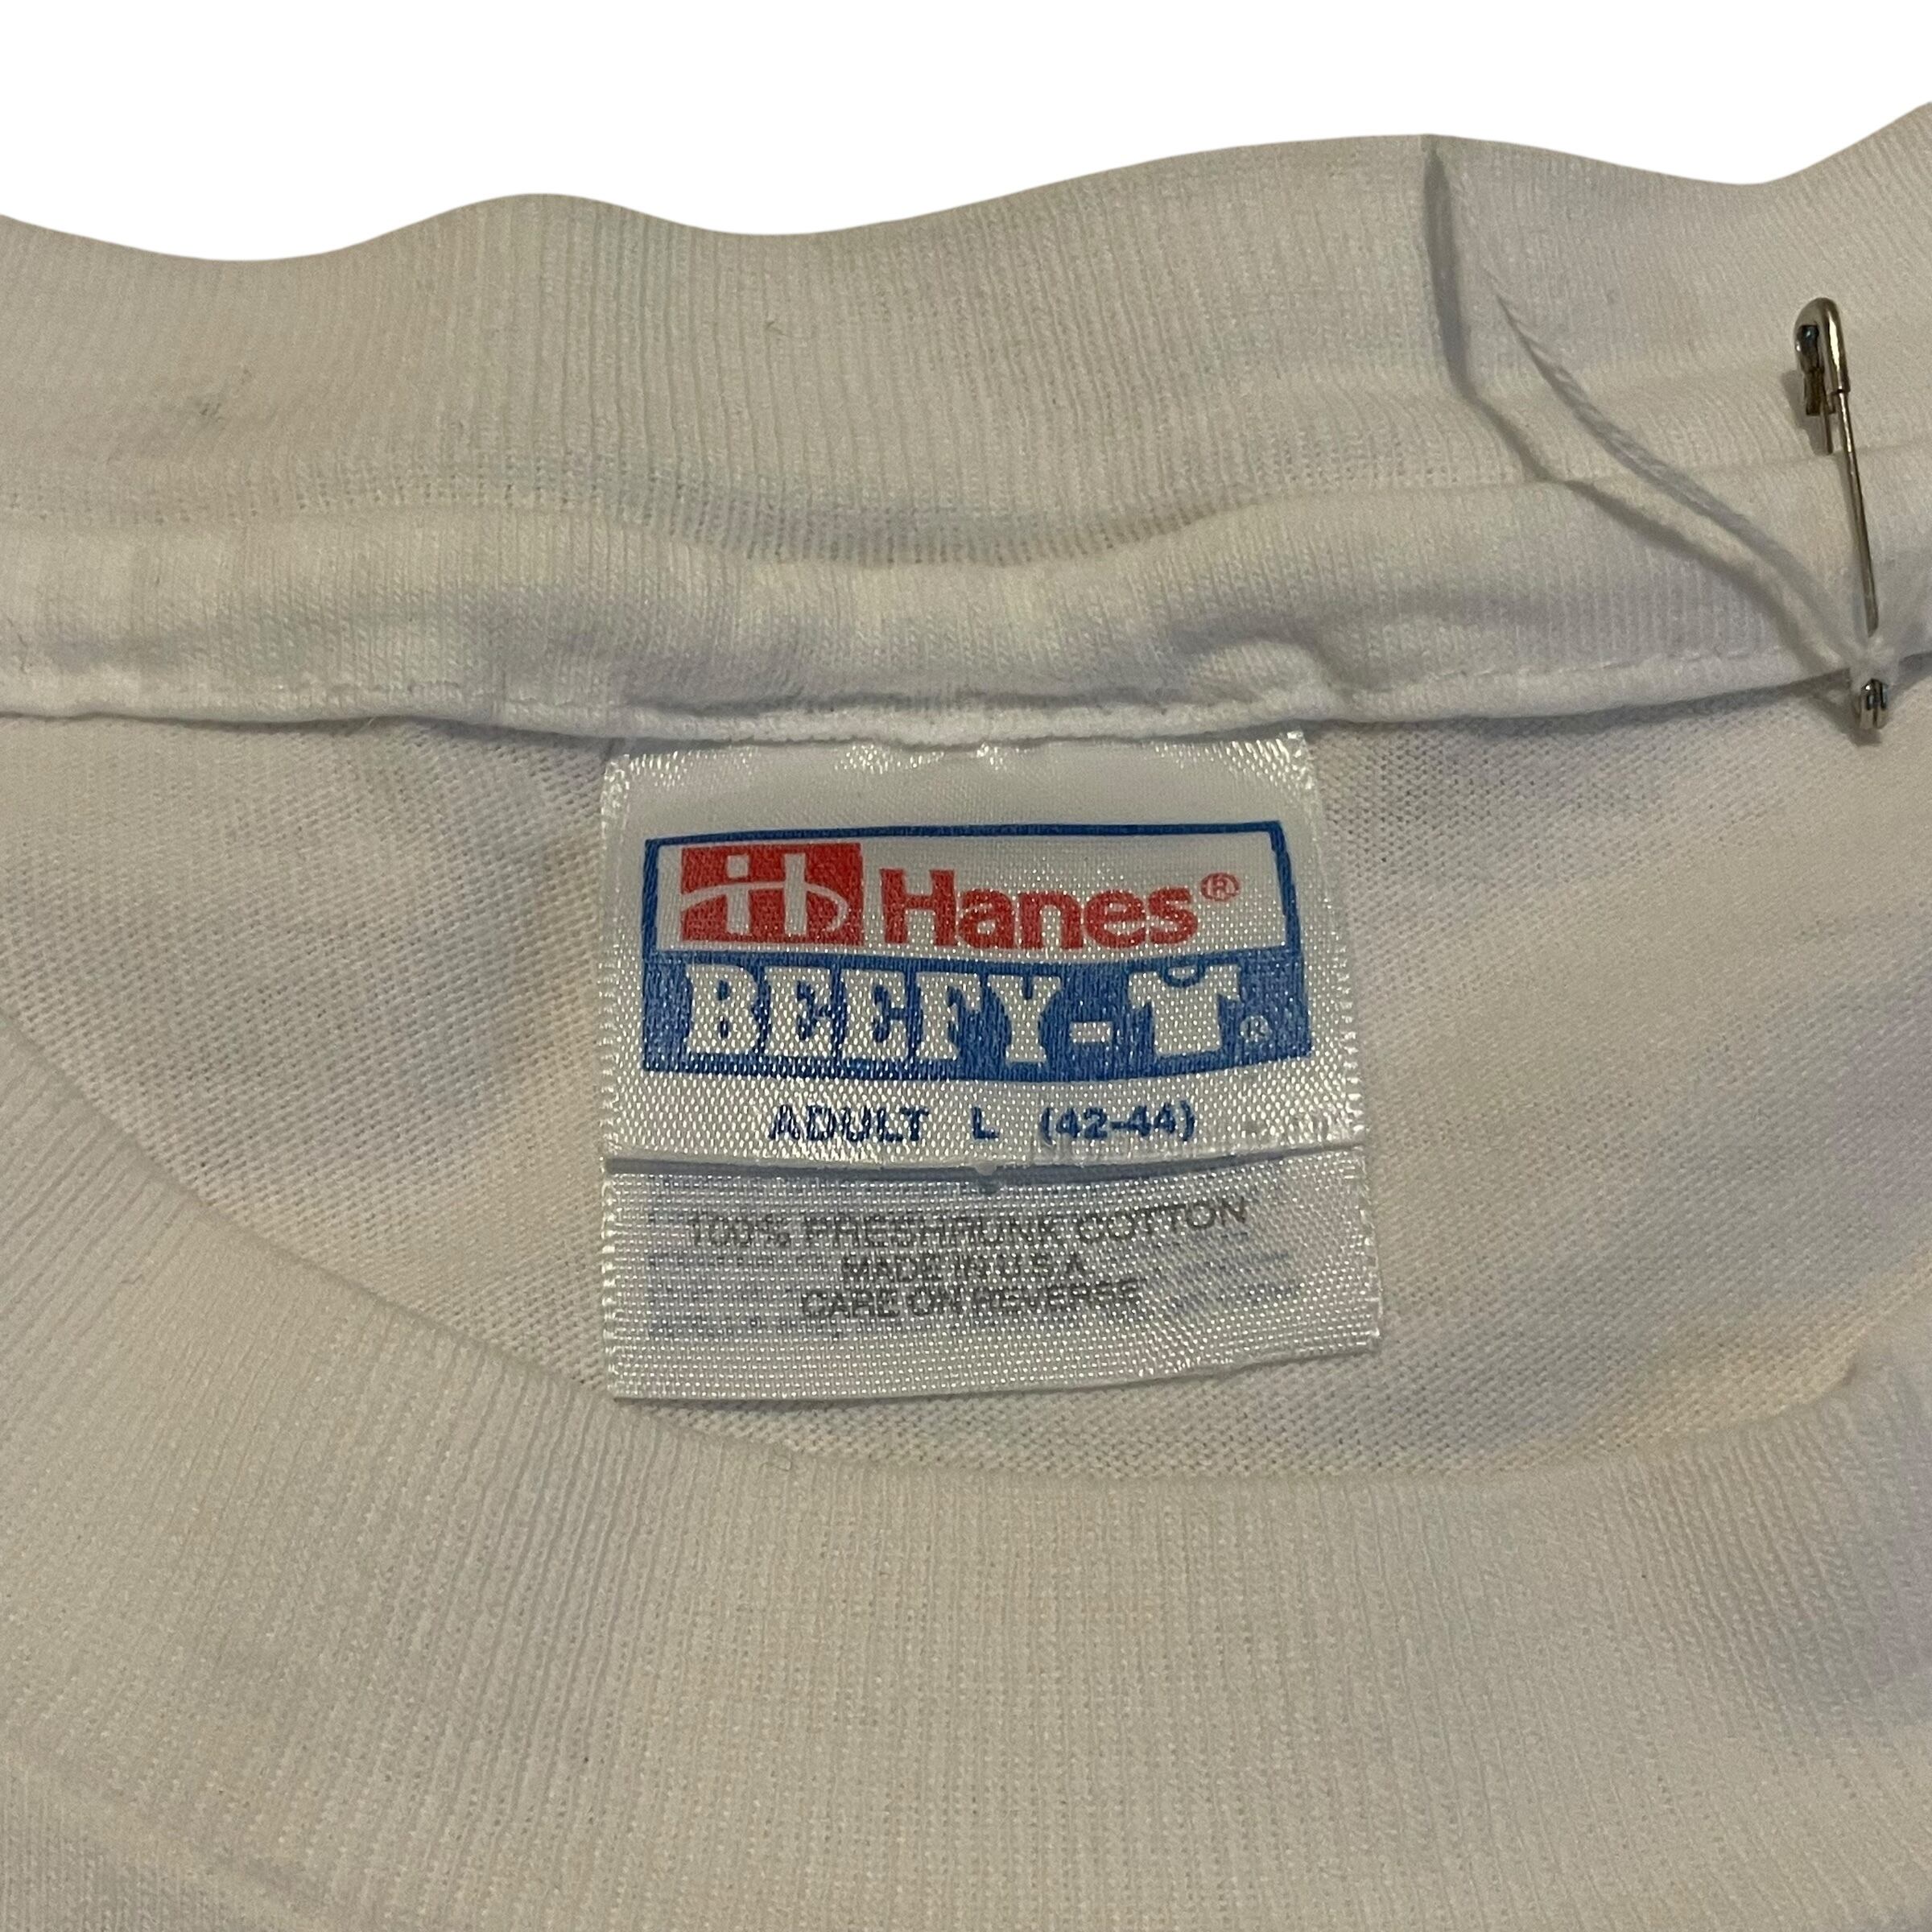 Hanes®
BEEFY-T®
ADULT L (42-44)
100% PRESHRUNK COTTON
MADE IN U.S.A.
CARE ON REVERSE